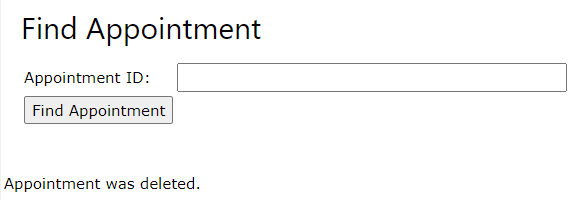 Find Appointment
Appointment ID:
Find Appointment
Appointment was deleted.